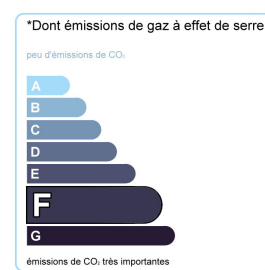 *Dont émissions de gaz à effet de serre
peu d'émissions de CO₂
A
B
C
D
E
F
G
émissions de CO₂ très importantes